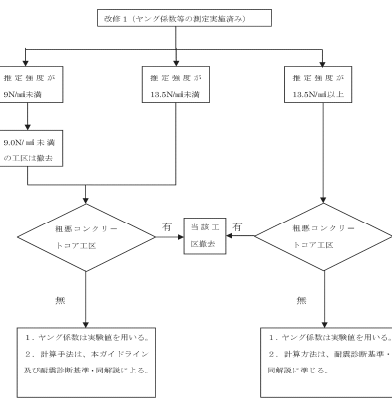 改修1（ヤング係数等の測定実施済み）
推定強度が
9N/㎟未満
推定強度が
13.5N/㎟未満
推定強度が
13.5N/㎟以上
9.0N/㎟未満
の工区は撤去
粗悪コンクリー
トコア工区
有
当該工
区撤去
有
粗悪コンクリー
トコア工区
無
無
1．ヤング係数は実験値を用いる。
2．計算手法は、本ガイドライン
及び耐震診断基準・同解説による。
1．ヤング係数は実験値を用いる。
2．計算方法は、耐震診断基準・
同解説に準じる。